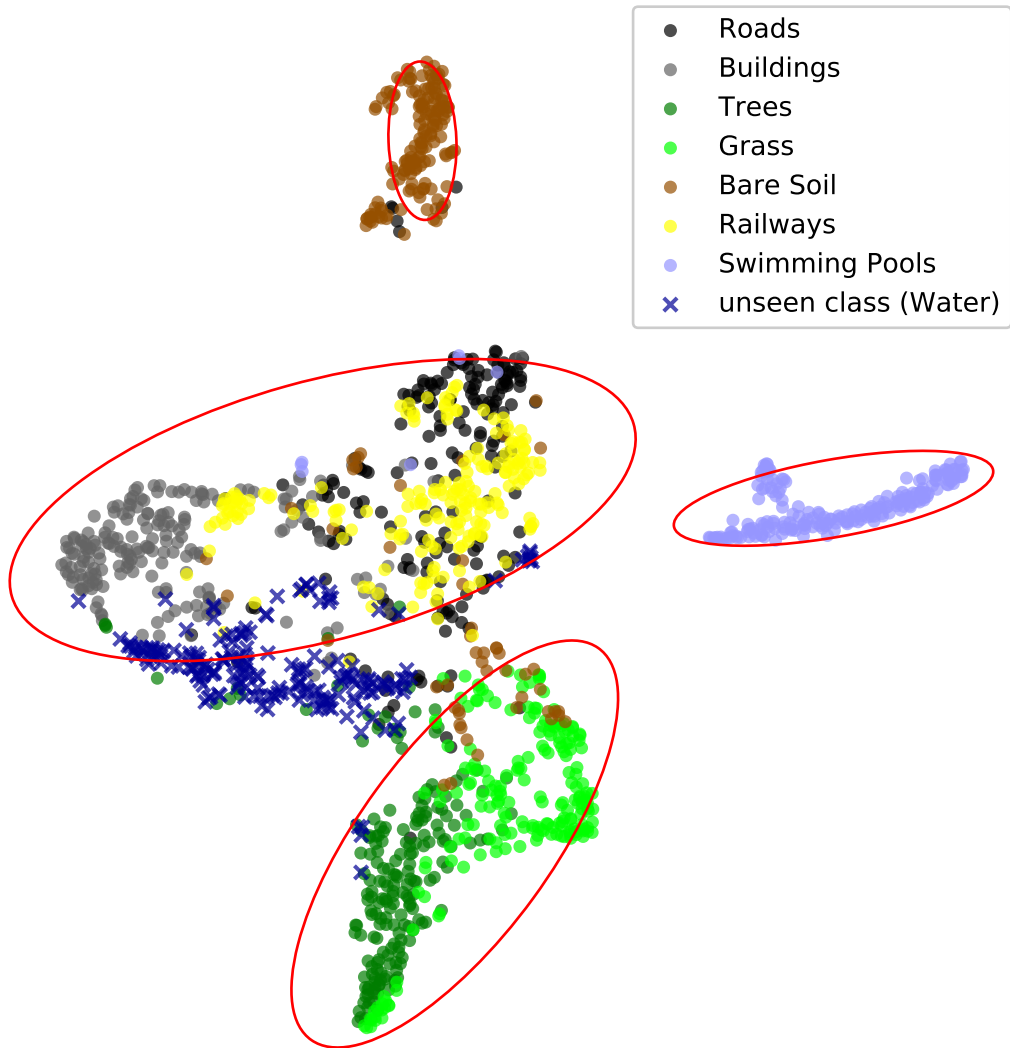 Roads
Buildings
Trees
Grass
Bare Soil
Railways
Swimming Pools
unseen class (Water)